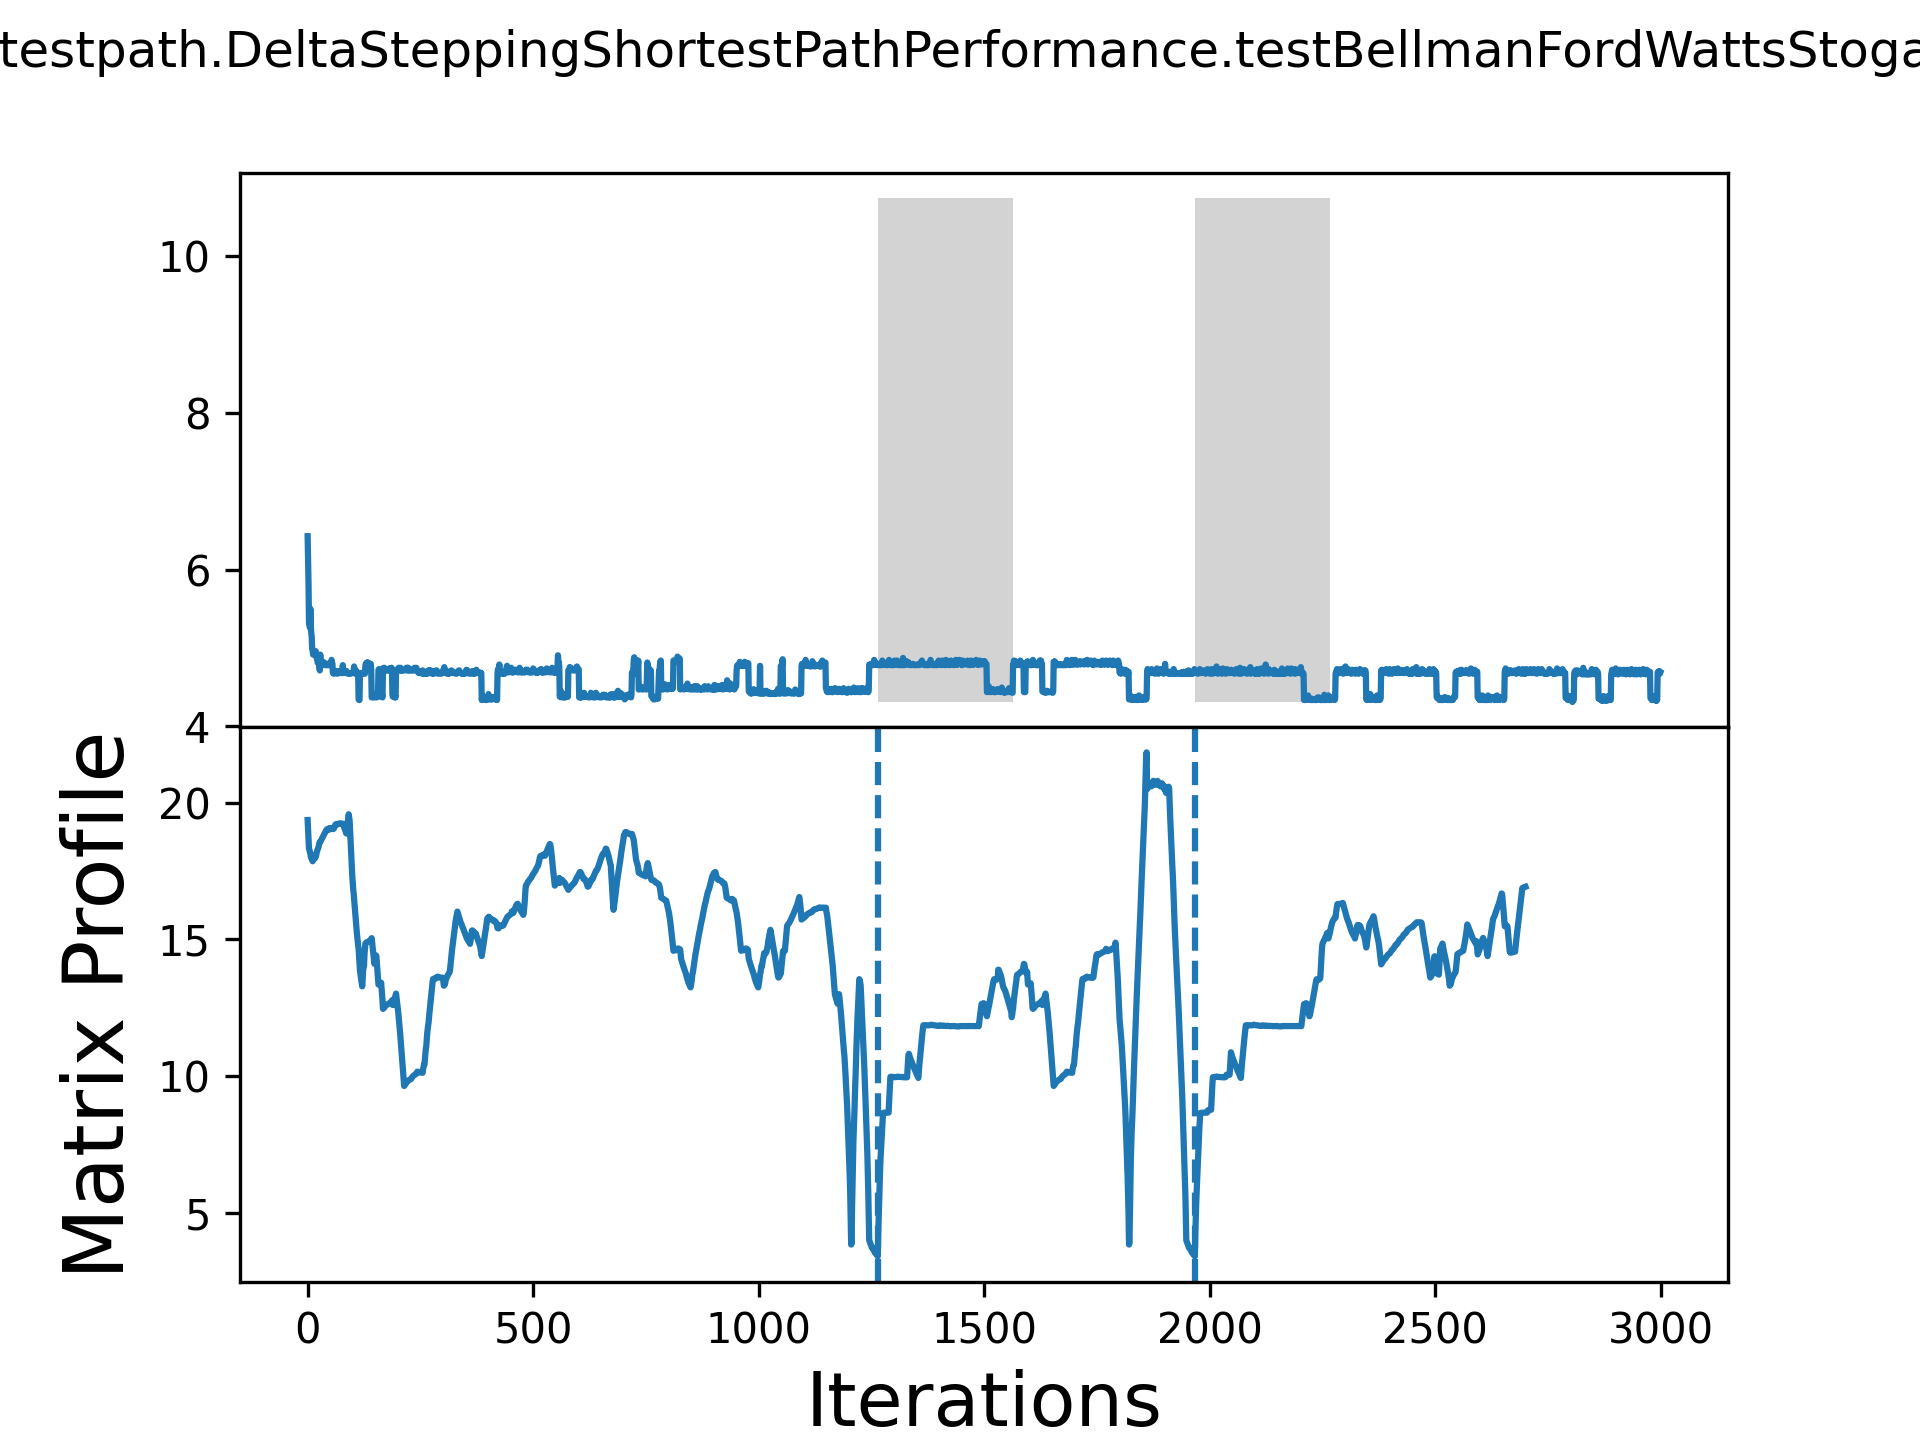 testpath.DeltaSteppingShortestPathPerformance.testBellmanFordWattsStoga
10
8
6
4
20
15
10
5
Matrix Profile
0 500 1000 1500 2000 2500 3000
Iterations